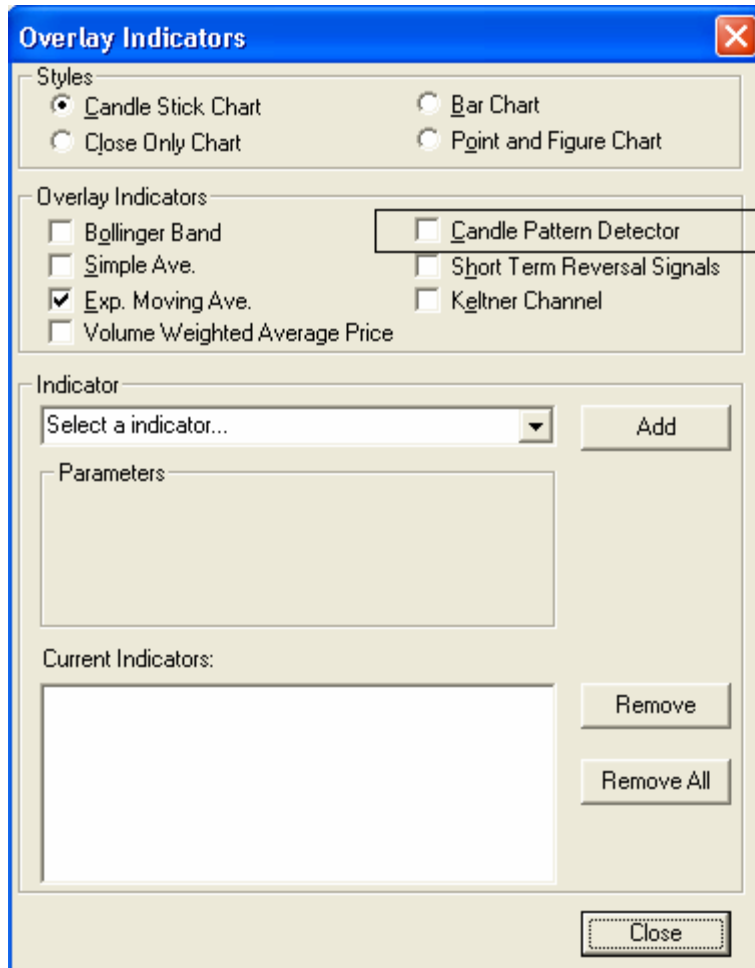 Overlay Indicators
Styles
Candle Stick Chart
Bar Chart
Close Only Chart
Point and Figure Chart
Overlay Indicators
Bollinger Band
Candle Pattern Detector
Simple Ave.
Short Term Reversal Signals
Exp. Moving Ave.
Keltner Channel
Volume Weighted Average Price
Indicator
Select a indicator...
Add
Parameters
Current Indicators:
Remove
Remove All
Close